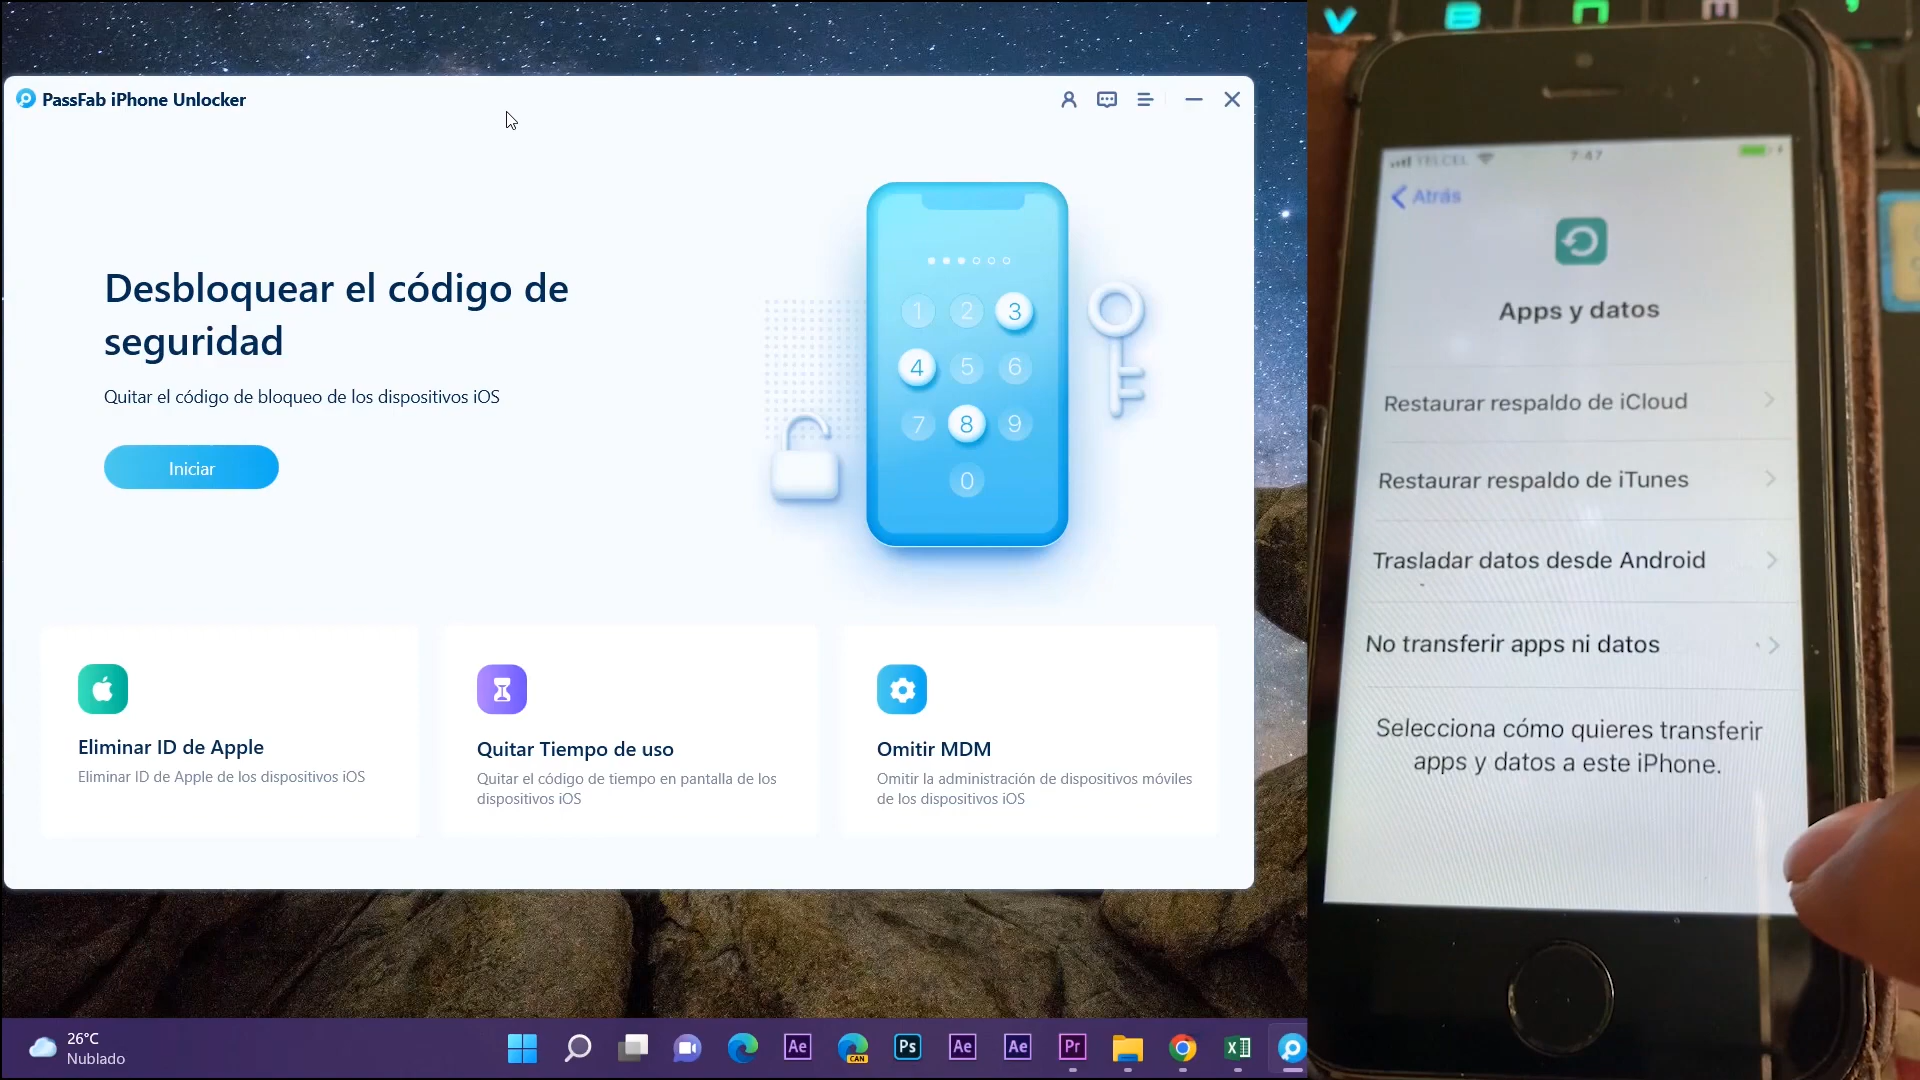 PassFab iPhone Unlocker
Desbloquear el código de
seguridad
Quitar el código de bloqueo de los dispositivos iOS
Iniciar
1 2 3
4 5 6
7 8 9
0
Eliminar ID de Apple
Eliminar ID de Apple de los dispositivos iOS
Quitar Tiempo de uso
Quitar el código de tiempo en pantalla de los
dispositivos iOS
Omitir MDM
Omitir la administración de dispositivos móviles
de los dispositivos iOS
26°C
Nublado
Ae
CAN
Ps
Ae
Ae
Pr
X
V B n m
TELCEL 7:47
Atrás
Apps y datos
Restaurar respaldo de iCloud
Restaurar respaldo de iTunes
Trasladar datos desde Android
No transferir apps ni datos
Selecciona cómo quieres transferir
apps y datos a este iPhone.